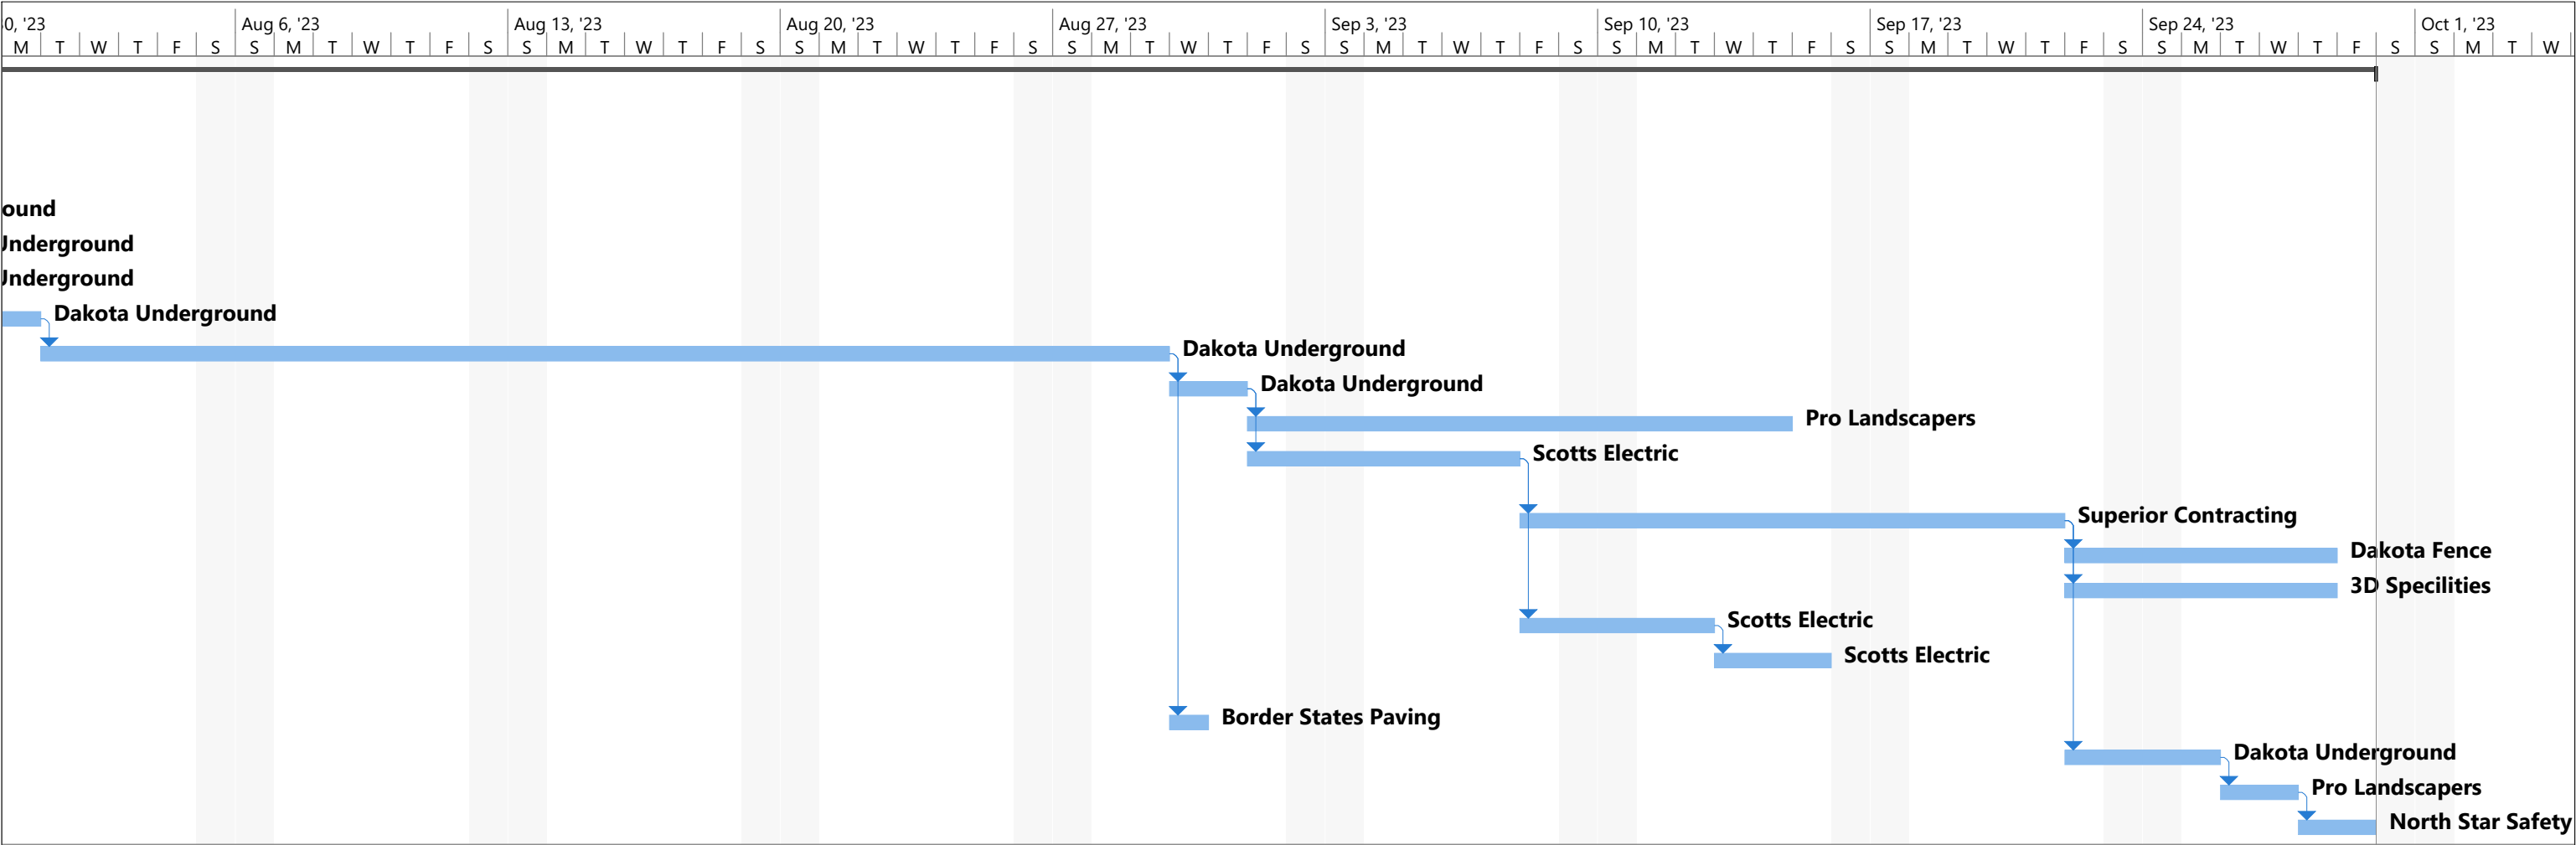 0, '23 Aug 6, '23 Aug 13, '23 Aug 20, '23 Aug 27, '23 Sep 3, '23 Sep 10, '23 Sep 17, '23 Sep 24, '23 Oct 1, '23
M T W T F S S M T W T F S S M T W T F S S M T W T F S S M T W T F S S M T W T F S S M T W T F S S M T W T F S S M T W T F S S M T W
ound
Underground
Underground
Dakota Underground
Dakota Underground
Dakota Underground
Pro Landscapers
Scotts Electric
Superior Contracting
Dakota Fence
3D Specilities
Scotts Electric
Scotts Electric
Border States Paving
Dakota Underground
Pro Landscapers
North Star Safety